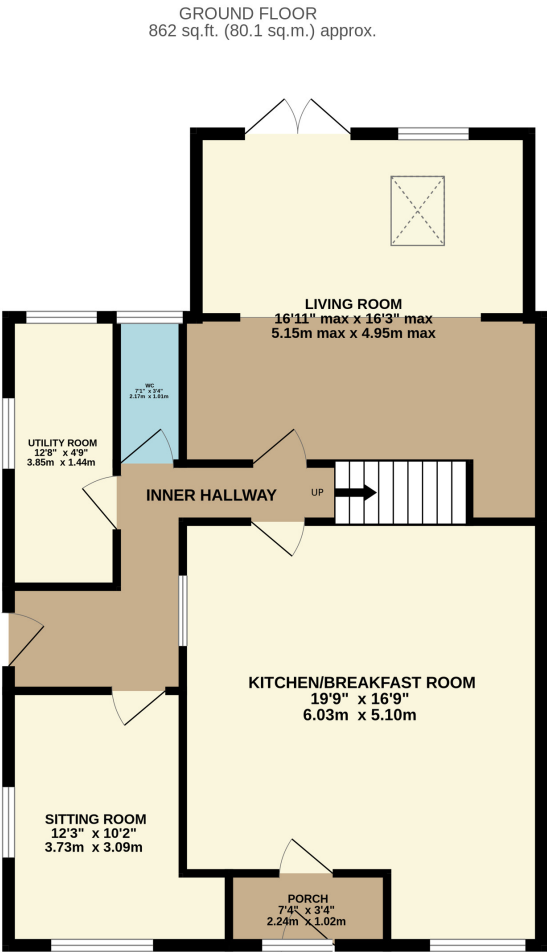 GROUND FLOOR
862 sq.ft. (80.1 sq.m.) approx.
LIVING ROOM
16'11" max x 16'3" max
5.15m max x 4.95m max
WC
7'1" x 3'4"
2.17m x 1.01m
UTILITY ROOM
12'8" x 4'9"
3.85m x 1.44m
INNER HALLWAY
UP
KITCHEN/BREAKFAST ROOM
19'9" x 16'9"
6.03m x 5.10m
SITTING ROOM
12'3" x 10'2"
3.73m x 3.09m
PORCH
7'4" x 3'4"
2.24m x 1.02m